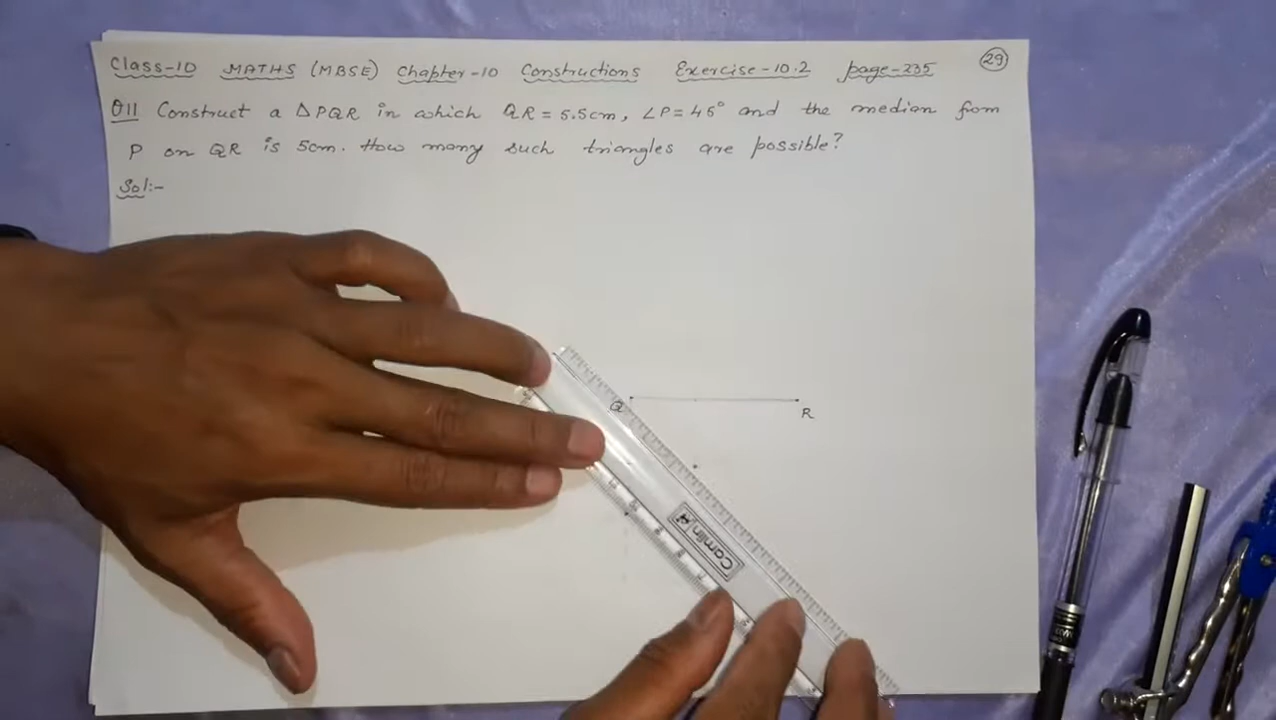 Class-10 MATHS (MBSE) Chapter-10 Constructions Exercise-10.2 page-235 29
Q11 Construct a △PQR in which QR = 5.5cm, ∠P = 45° and the median from
P on QR is 5cm. How many such triangles are possible?
Sol:-
Q
R
Camlin